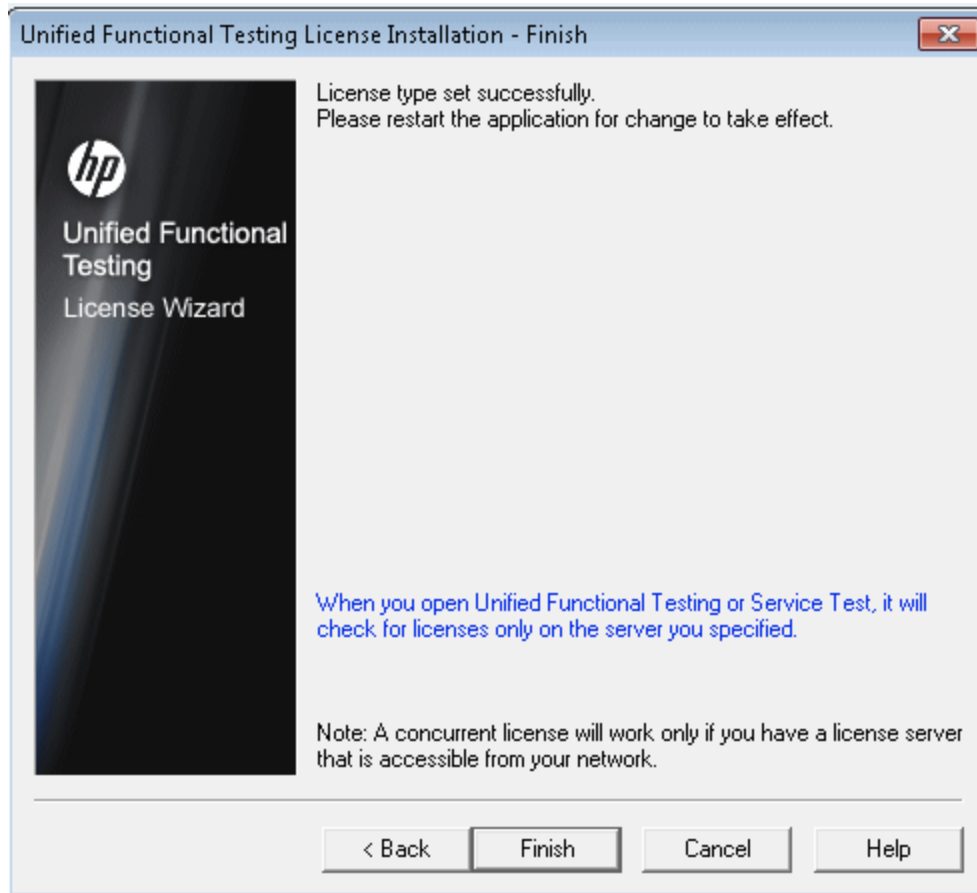 Unified Functional Testing License Installation - Finish
License type set successfully.
Please restart the application for change to take effect.
hp
Unified Functional
Testing
License Wizard
When you open Unified Functional Testing or Service Test, it will
check for licenses only on the server you specified.
Note: A concurrent license will work only if you have a license server
that is accessible from your network.
< Back
Finish
Cancel
Help